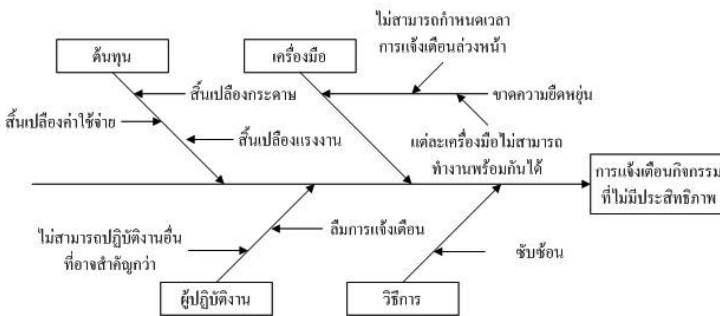 ไม่สามารถกำหนดเวลา
การแจ้งเตือนล่วงหน้า
ต้นทุน
เครื่องมือ
สิ้นเปลืองกระดาษ
ขาดความยืดหยุ่น
สิ้นเปลืองค่าใช้จ่าย
สิ้นเปลืองแรงงาน
แต่ละเครื่องมือไม่สามารถ
ทำงานพร้อมกันได้
การแจ้งเตือนกิจกรรม
ที่ไม่มีประสิทธิภาพ
ไม่สามารถปฏิบัติงานอื่น
ที่อาจสำคัญกว่า
ลืมการแจ้งเตือน
ซับซ้อน
ผู้ปฏิบัติงาน
วิธีการ